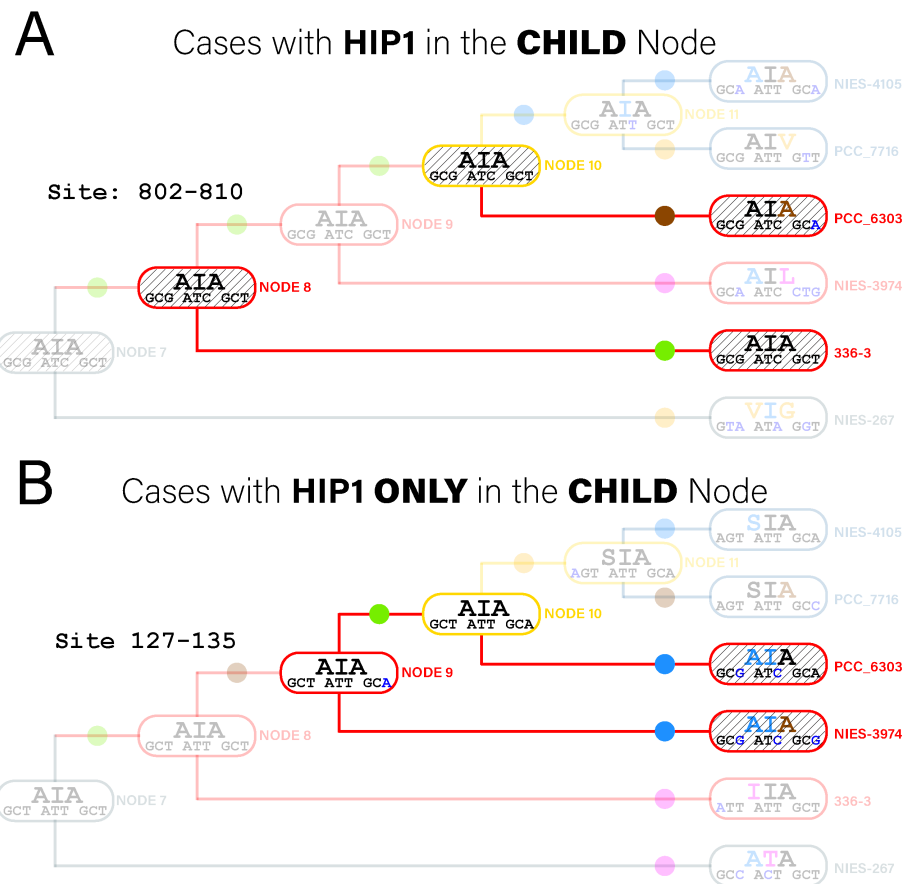 A
Cases with HIP1 in the CHILD Node
AIA
GCA ATT GCA
NIES-4105
AIA
GCG ATT GCT
NODE 11
AIV
GCG ATT GTT
PCC_7716
AIA
GCG ATC GCT
NODE 10
Site: 802-810
AIA
GCG ATC GCA
PCC_6303
AIA
GCG ATC GCT
NODE 9
AIL
GCA ATC CTG
NIES-3974
AIA
GCG ATC GCT
NODE 8
AIA
GCG ATC GCT
NODE 7
AIA
GCG ATC GCT
336-3
VIG
GTA ATA GGT
NIES-267
B
Cases with HIP1 ONLY in the CHILD Node
SIA
AGT ATT GCA
NIES-4105
SIA
AGT ATT GCA
NODE 11
SIA
AGT ATT GCC
PCC_7716
AIA
GCT ATT GCA
NODE 10
Site 127-135
AIA
GCG ATC GCA
PCC_6303
AIA
GCT ATT GCA
NODE 9
AIA
GCG ATC GCG
NIES-3974
AIA
GCT ATT GCT
NODE 8
AIA
GCT ATT GCT
NODE 7
IIA
ATT ATT GCT
336-3
ATA
GCC ACT GCT
NIES-267